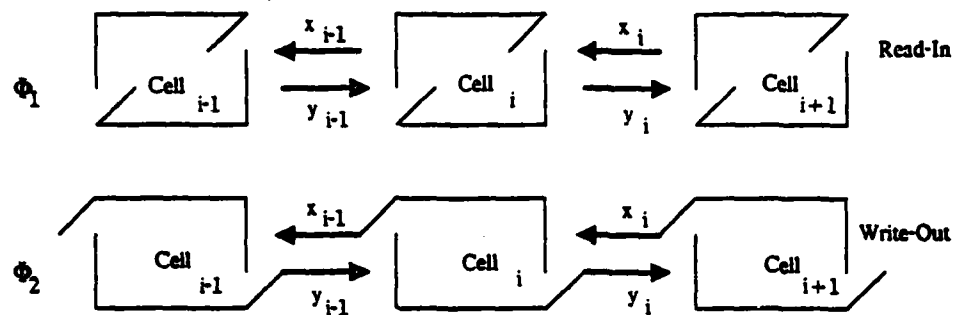 x i-1 x i Read-In
Φ1 Cell i-1 Cell i Cell i+1
y i-1 y i
x i-1 x i Write-Out
Φ2 Cell i-1 Cell i Cell i+1
y i-1 y i